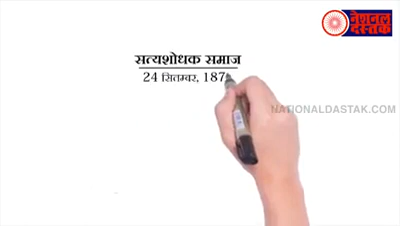 नेशनल
दस्तक
सत्यशोधक समाज
24 सितम्बर, 187
NATIONALDASTAK.COM